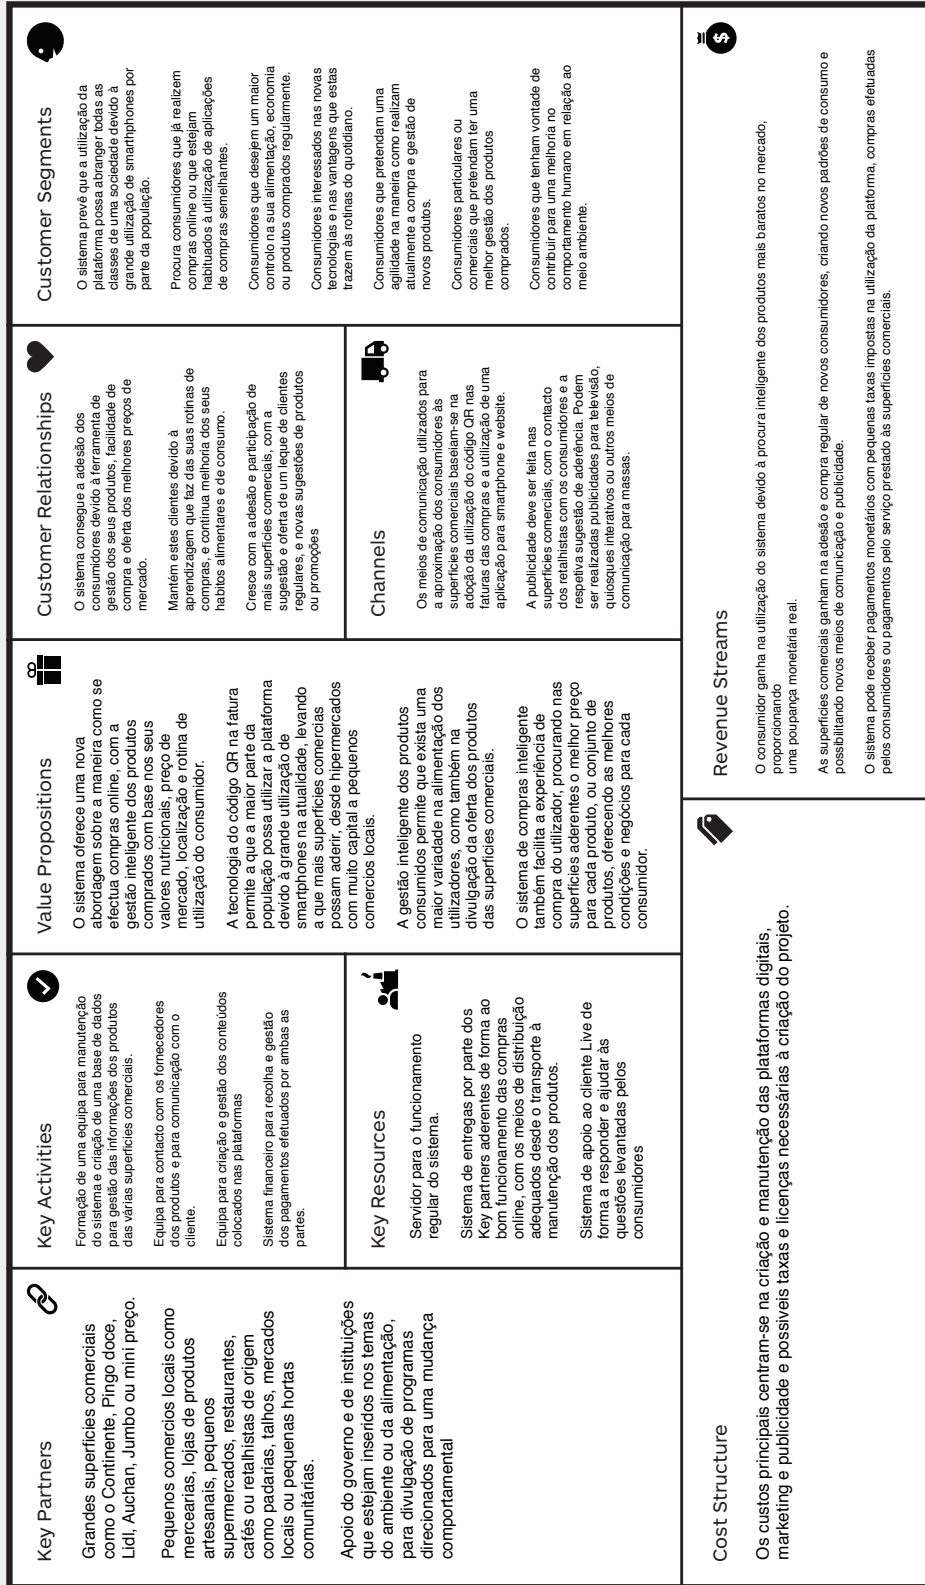 Key Partners
Grandes superficies comerciais
como o Continente, Pingo doce,
Lidl, Auchan, Jumbo ou mini preço.
Pequenos comercios locais como
mercearias, lojas de produtos
artesanais, pequenos
supermercados, restaurantes,
cafés ou retalhistas de origem
como padarias, talhos, mercados
locais ou pequenas hortas
comunitárias.
Apoio do governo e de instituições
que estejam inseridos nos temas
do ambiente ou da alimentação,
para divulgação de programas
direcionados para uma mudança
comportamental
Key Activities
Formação de uma equipa para manutenção
do sistema e criação de uma base de dados
para gestão das informações dos produtos
das várias superfícies comerciais.
Equipa para contacto com os fornecedores
dos produtos e para comunicação com o
cliente.
Equipa para criação e gestão dos conteúdos
colocados nas plataformas
Sistema financeiro para recolha e gestão
dos pagamentos efetuados por ambas as
partes.
Key Resources
Servidor para o funcionamento
regular do sistema.
Sistema de entregas por parte dos
Key partners aderentes de forma ao
bom funcionamento das compras
online, com os meios de distribuição
adequados desde o transporte à
manutenção dos produtos.
Sistema de apoio ao cliente Live de
forma a responder e ajudar às
questões levantadas pelos
consumidores
Value Propositions
O sistema oferece uma nova
abordagem sobre a maneira como se
efectua compras online, com a
gestão inteligente dos produtos
comprados com base nos seus
valores nutricionais, preço de
mercado, localização e rotina de
utilização do consumidor.
A tecnologia do código QR na fatura
permite a que a maior parte da
população possa utilizar a plataforma
devido à grande utilização de
smartphones na atualidade, levando
a que mais superfícies comercias
possam aderir, desde hipermercados
com muito capital a pequenos
comercios locais.
A gestão inteligente dos produtos
consumidos permite que exista uma
maior variadade na alimentação dos
utilizadores, como também na
divulgação da oferta dos produtos
das superfícies comerciais.
O sistema de compras inteligente
também facilita a experiência de
compra do utilizador, procurando nas
superfícies aderentes o melhor preço
para cada produto, ou conjunto de
produtos, oferecendo as melhores
condições e negócios para cada
consumidor.
Customer Relationships
O sistema consegue a adesão dos
consumidores devido à ferramenta de
gestão dos seus produtos, facilidade de
compra e oferta dos melhores preços de
mercado.
Mantém estes clientes devido à
aprendizagem que faz das suas rotinas de
compras, e contínua melhoria dos seus
habitos alimentares e de consumo.
Cresce com a adesão e participação de
mais superfícies comerciais, com a
sugestão e oferta de um leque de clientes
regulares, e novas sugestões de produtos
ou promoções
Channels
Os meios de comunicação utilizados para
a aproximação dos consumidores às
superfícies comerciais baseiam-se na
adoção da utilização do código QR nas
faturas das compras e a utilização de uma
aplicação para smartphone e website.
A publicidade deve ser feita nas
superfícies comerciais, com o contacto
dos retalhistas com os consumidores e a
respetiva sugestão de aderência. Podem
ser realizadas publicidades para televisão,
quiosques interativos ou outros meios de
comunicação para massas.
Customer Segments
O sistema prevê que a utilização da
plataforma possa abranger todas as
classes de uma sociedade devido à
grande utilização de smarthphones por
parte da população.
Procura consumidores que já realizem
compras online ou que estejam
habituados à utilização de aplicações
de compras semelhantes.
Consumidores que desejem um maior
controlo na sua alimentação, economia
ou produtos comprados regularmente.
Consumidores interessados nas novas
tecnologias e nas vantagens que estas
trazem às rotinas do quotidiano.
Consumidores que pretendam uma
agilidade na maneira como realizam
atualmente a compra e gestão de
novos produtos.
Consumidores particulares ou
comerciais que pretendam ter uma
melhor gestão dos produtos
comprados.
Consumidores que tenham vontade de
contribuir para uma melhoria no
comportamento humano em relação ao
meio ambiente.
Cost Structure
Os custos principais centram-se na criação e manutenção das plataformas digitais,
marketing e publicidade e possiveis taxas e licenças necessárias à criação do projeto.
Revenue Streams
O consumidor ganha na utilização do sistema devido à procura inteligente dos produtos mais baratos no mercado,
proporcionando
uma poupança monetária real.
As superficies comerciais ganham na adesão e compra regular de novos consumidores, criando novos padrões de consumo e
possibilitando novos meios de comunicação e publicidade.
O sistema pode receber pagamentos monetários com pequenas taxas impostas na utilização da platforma, compras efetuadas
pelos consumidores ou pagamentos pelo serviço prestado às superfícies comerciais.